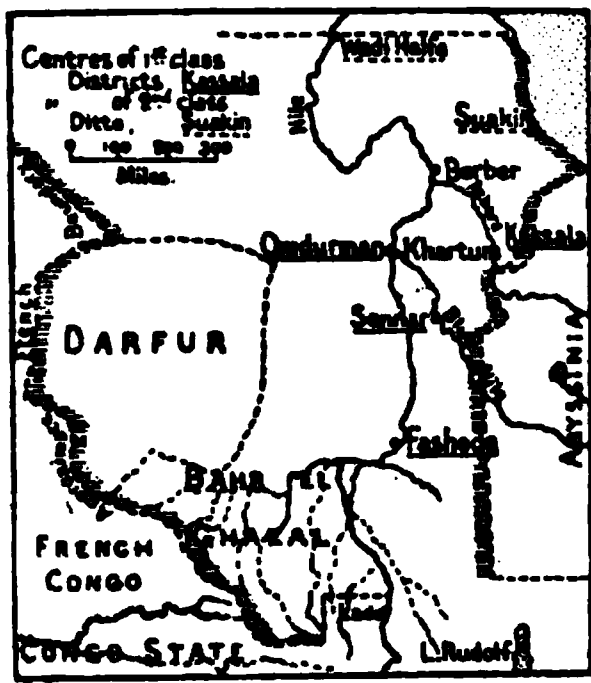 Centres of 1st class
Districts, Kassala
" of 2nd class
Ditto, Suakin
0 100 200 300
Miles.
Wadi Halfa
Nile
Suakin
Berber
Omdurman
Khartum
Kassala
Sennar
DARFUR
ABYSSINIA
Fashoda
BAHR EL
GHAZAL
FRENCH
CONGO
Lado
CONGO STATE
L. Rudolf